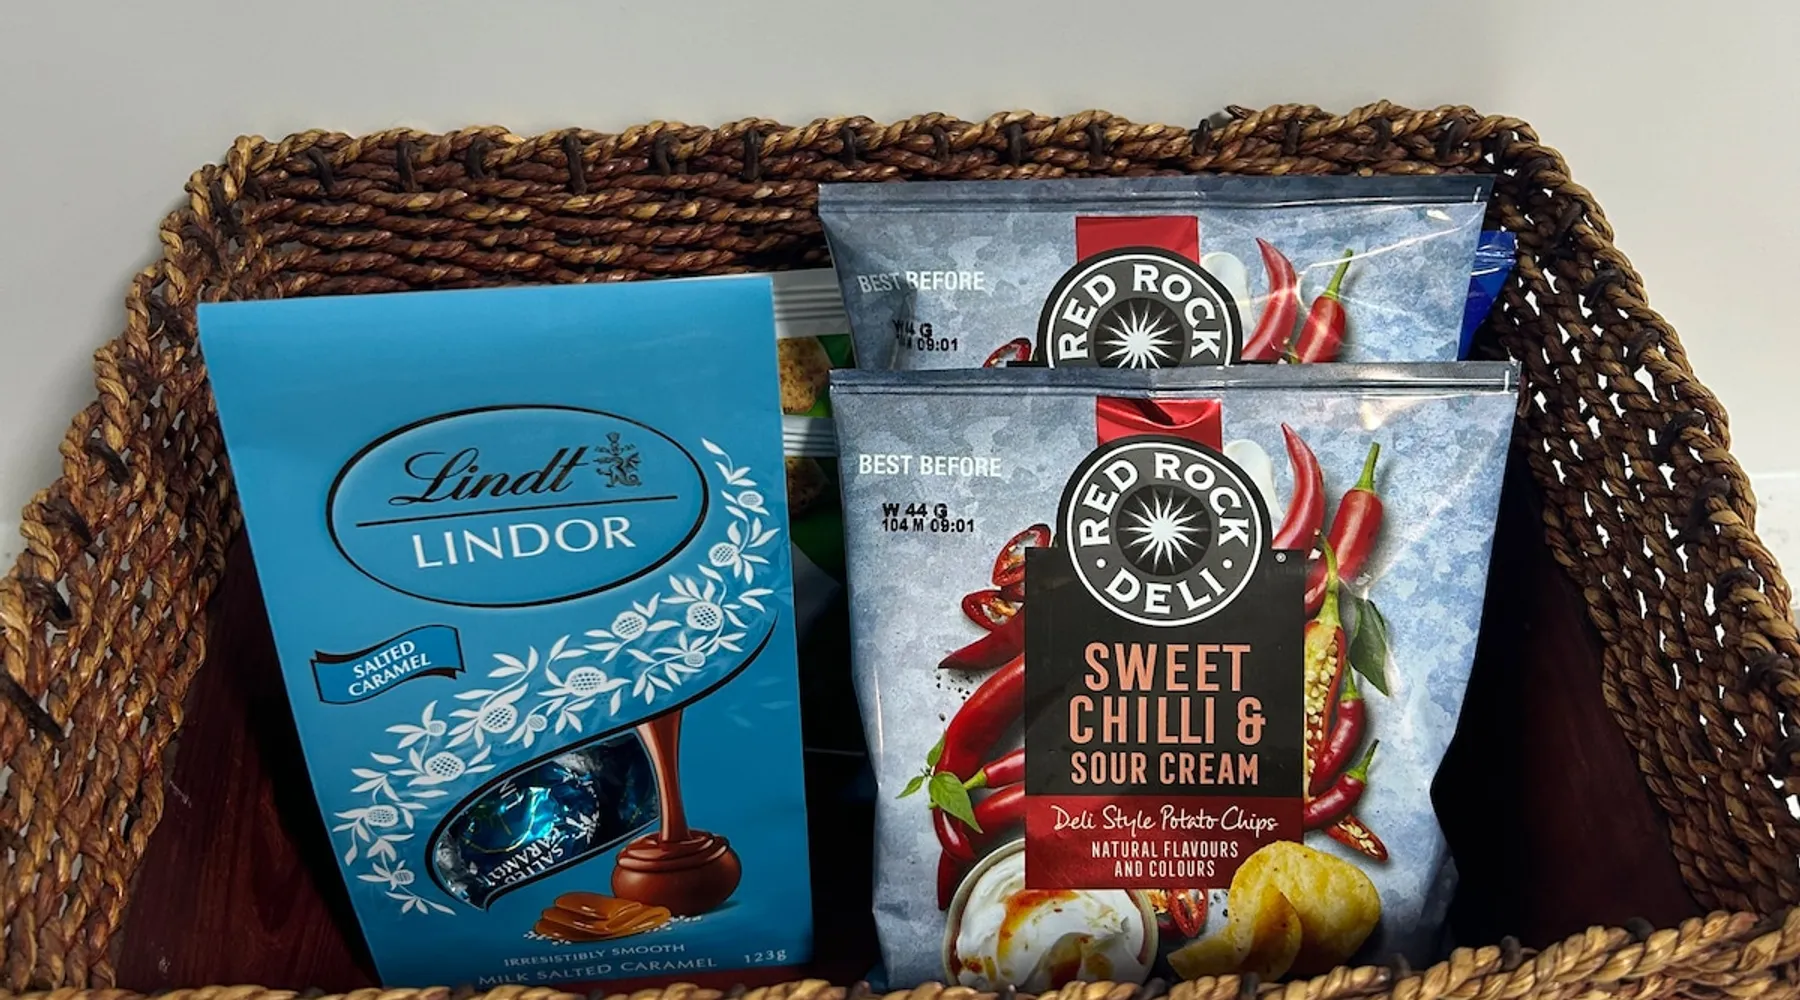 Lindt
LINDOR
SALTED
CARAMEL
SALTED
CARAMEL
IRRESISTIBLY SMOOTH
MILK SALTED CARAMEL 123g
BEST BEFORE
09:01
RED ROCK
BEST BEFORE
W 44 G
104 M 09:01
RED ROCK
DELI
®
SWEET
CHILLI &
SOUR CREAM
Deli Style Potato Chips
NATURAL FLAVOURS
AND COLOURS